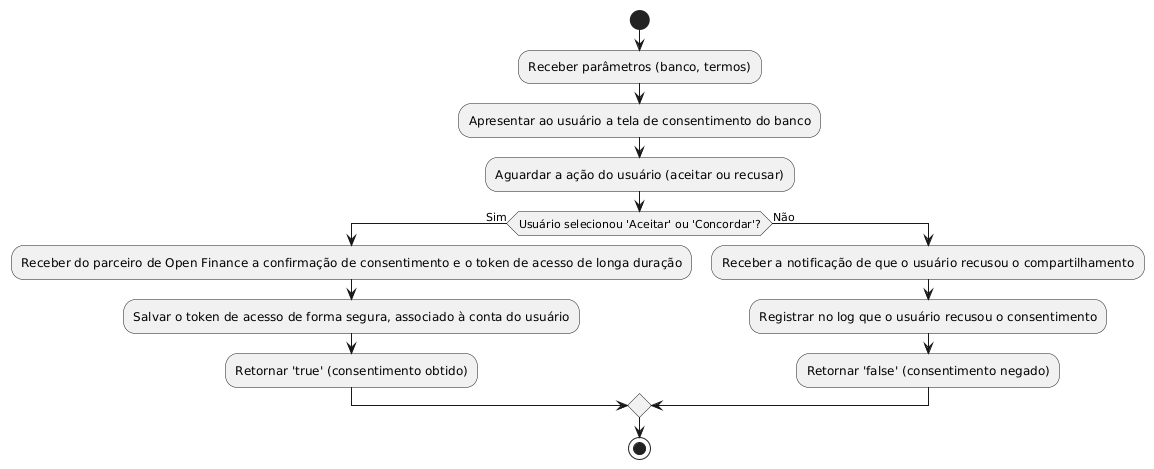 Receber parâmetros (banco, termos)
Apresentar ao usuário a tela de consentimento do banco
Aguardar a ação do usuário (aceitar ou recusar)
Usuário selecionou 'Aceitar' ou 'Concordar'?
Sim
Receber do parceiro de Open Finance a confirmação de consentimento e o token de acesso de longa duração
Salvar o token de acesso de forma segura, associado à conta do usuário
Retornar 'true' (consentimento obtido)
Não
Receber a notificação de que o usuário recusou o compartilhamento
Registrar no log que o usuário recusou o consentimento
Retornar 'false' (consentimento negado)